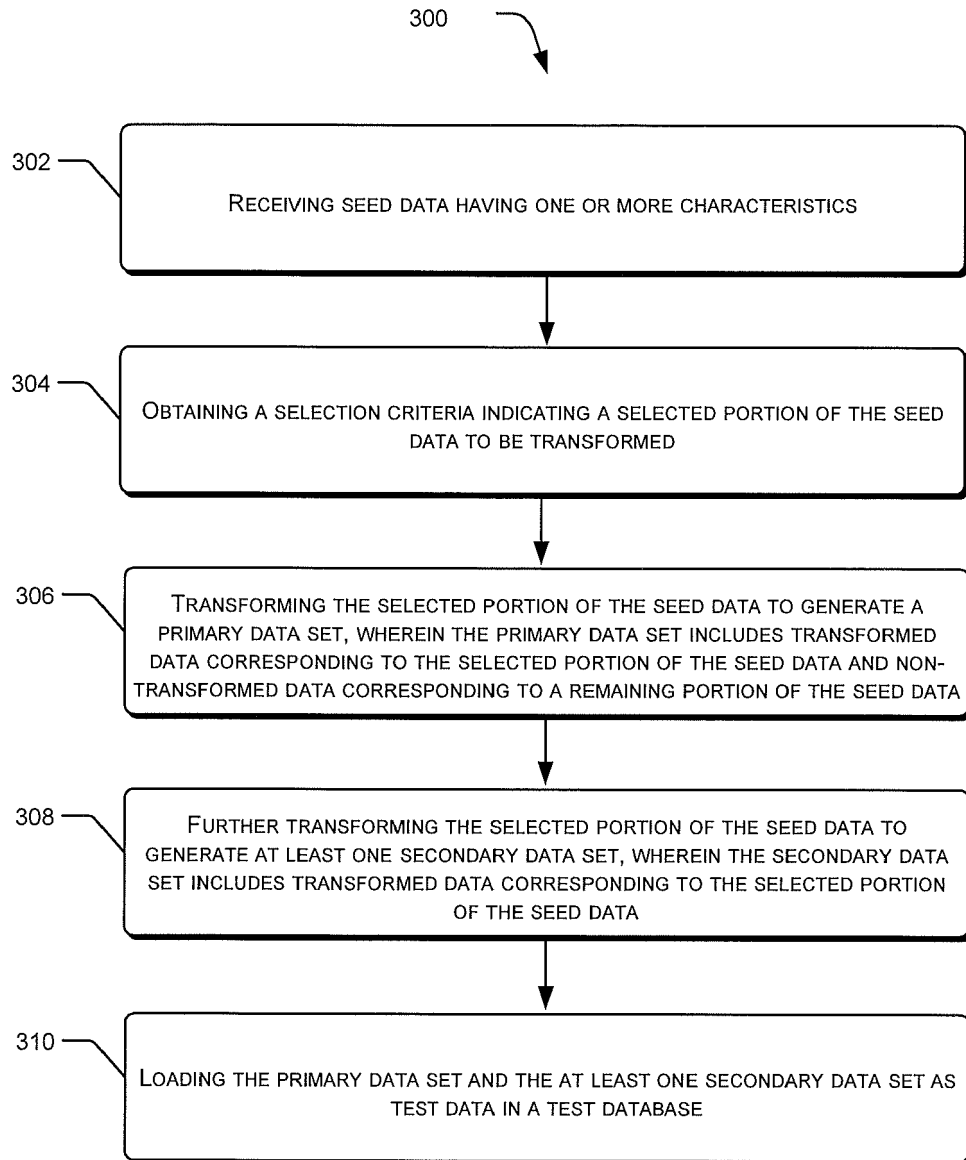 300
302
RECEIVING SEED DATA HAVING ONE OR MORE CHARACTERISTICS
304
OBTAINING A SELECTION CRITERIA INDICATING A SELECTED PORTION OF THE SEED
DATA TO BE TRANSFORMED
306
TRANSFORMING THE SELECTED PORTION OF THE SEED DATA TO GENERATE A
PRIMARY DATA SET, WHEREIN THE PRIMARY DATA SET INCLUDES TRANSFORMED
DATA CORRESPONDING TO THE SELECTED PORTION OF THE SEED DATA AND NON-
TRANSFORMED DATA CORRESPONDING TO A REMAINING PORTION OF THE SEED DATA
308
FURTHER TRANSFORMING THE SELECTED PORTION OF THE SEED DATA TO
GENERATE AT LEAST ONE SECONDARY DATA SET, WHEREIN THE SECONDARY DATA
SET INCLUDES TRANSFORMED DATA CORRESPONDING TO THE SELECTED PORTION
OF THE SEED DATA
310
LOADING THE PRIMARY DATA SET AND THE AT LEAST ONE SECONDARY DATA SET AS
TEST DATA IN A TEST DATABASE